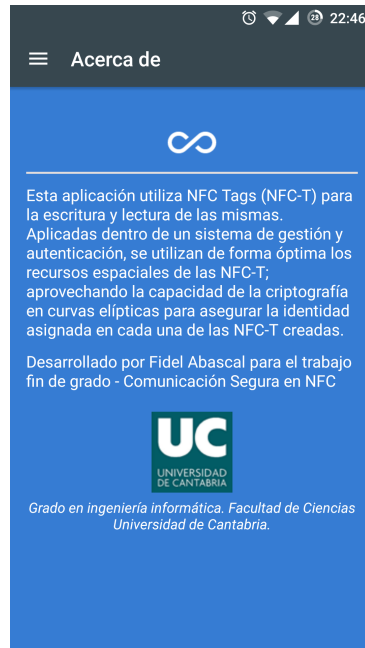 28 22:46
Acerca de
Esta aplicación utiliza NFC Tags (NFC-T) para
la escritura y lectura de las mismas.
Aplicadas dentro de un sistema de gestión y
autenticación, se utilizan de forma óptima los
recursos espaciales de las NFC-T;
aprovechando la capacidad de la criptografía
en curvas elípticas para asegurar la identidad
asignada en cada una de las NFC-T creadas.
Desarrollado por Fidel Abascal para el trabajo
fin de grado - Comunicación Segura en NFC
UC
UNIVERSIDAD
DE CANTABRIA
Grado en ingeniería informática. Facultad de Ciencias
Universidad de Cantabria.